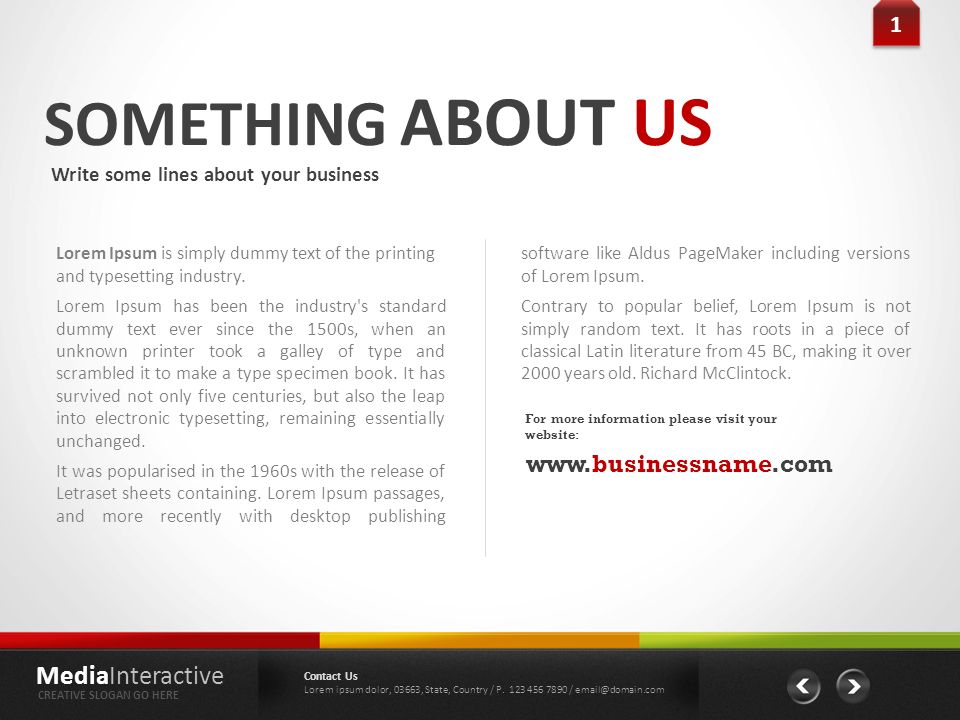 1
SOMETHING ABOUT US
Write some lines about your business
Lorem Ipsum is simply dummy text of the printing
and typesetting industry.
Lorem Ipsum has been the industry's standard
dummy text ever since the 1500s, when an
unknown printer took a galley of type and
scrambled it to make a type specimen book. It has
survived not only five centuries, but also the leap
into electronic typesetting, remaining essentially
unchanged.
It was popularised in the 1960s with the release of
Letraset sheets containing. Lorem Ipsum passages,
and more recently with desktop publishing
software like Aldus PageMaker including versions
of Lorem Ipsum.
Contrary to popular belief, Lorem Ipsum is not
simply random text. It has roots in a piece of
classical Latin literature from 45 BC, making it over
2000 years old. Richard McClintock.
For more information please visit your
website:
www.businessname.com
MediaInteractive
CREATIVE SLOGAN GO HERE
Contact Us
Lorem ipsum dolor, 03663, State, Country / P. 123 456 7890 / email@domain.com